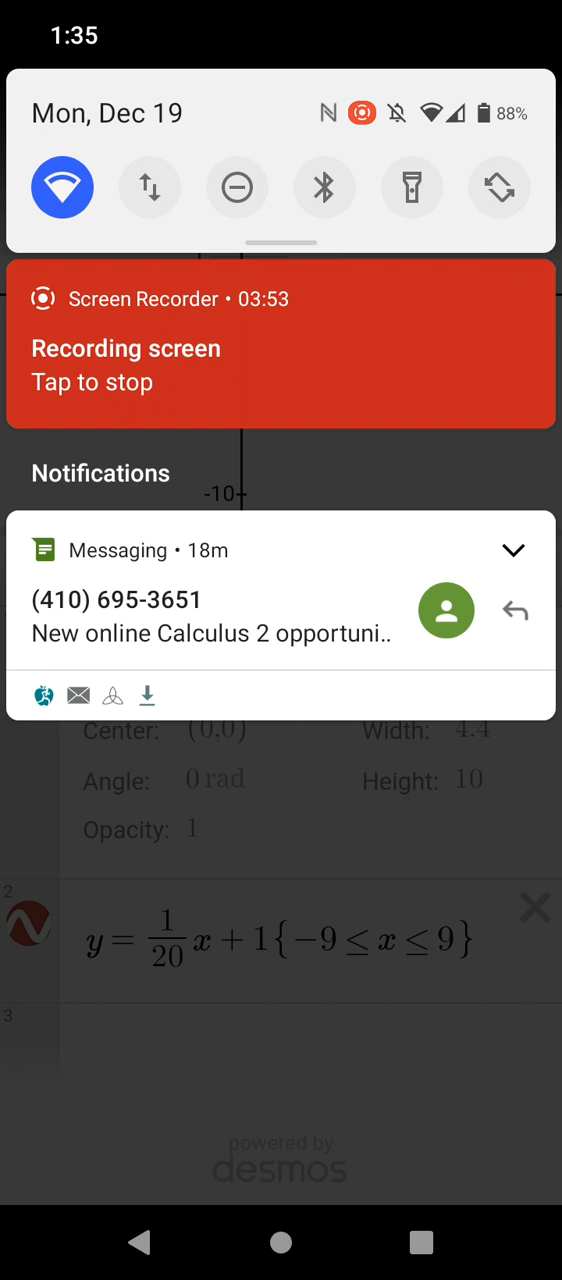 1:35
Mon, Dec 19
88%
Screen Recorder • 03:53
Recording screen
Tap to stop
Notifications
-10
Messaging • 18m
(410) 695-3651
New online Calculus 2 opportuni..
Center: (0,0) Width: 4.4
Angle: 0 rad Height: 10
Opacity: 1
2
y = \frac{1}{20}x + 1{−9 ≤ x ≤ 9}
3
powered by
desmos